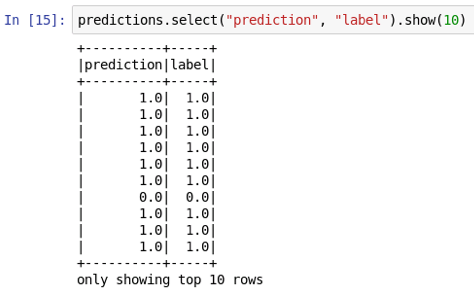 In [15]: predictions.select("prediction", "label").show(10)
+----------+-----+
|prediction|label|
+----------+-----+
|       1.0|  1.0|
|       1.0|  1.0|
|       1.0|  1.0|
|       1.0|  1.0|
|       1.0|  1.0|
|       1.0|  1.0|
|       0.0|  0.0|
|       1.0|  1.0|
|       1.0|  1.0|
|       1.0|  1.0|
+----------+-----+
only showing top 10 rows